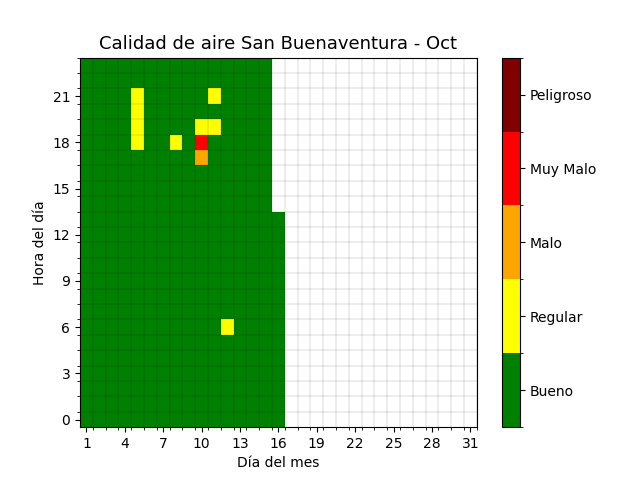 Calidad de aire San Buenaventura - Oct
Hora del día
21
18
15
12
9
6
3
0
1 4 7 10 13 16 19 22 25 28 31
Día del mes
Peligroso
Muy Malo
Malo
Regular
Bueno